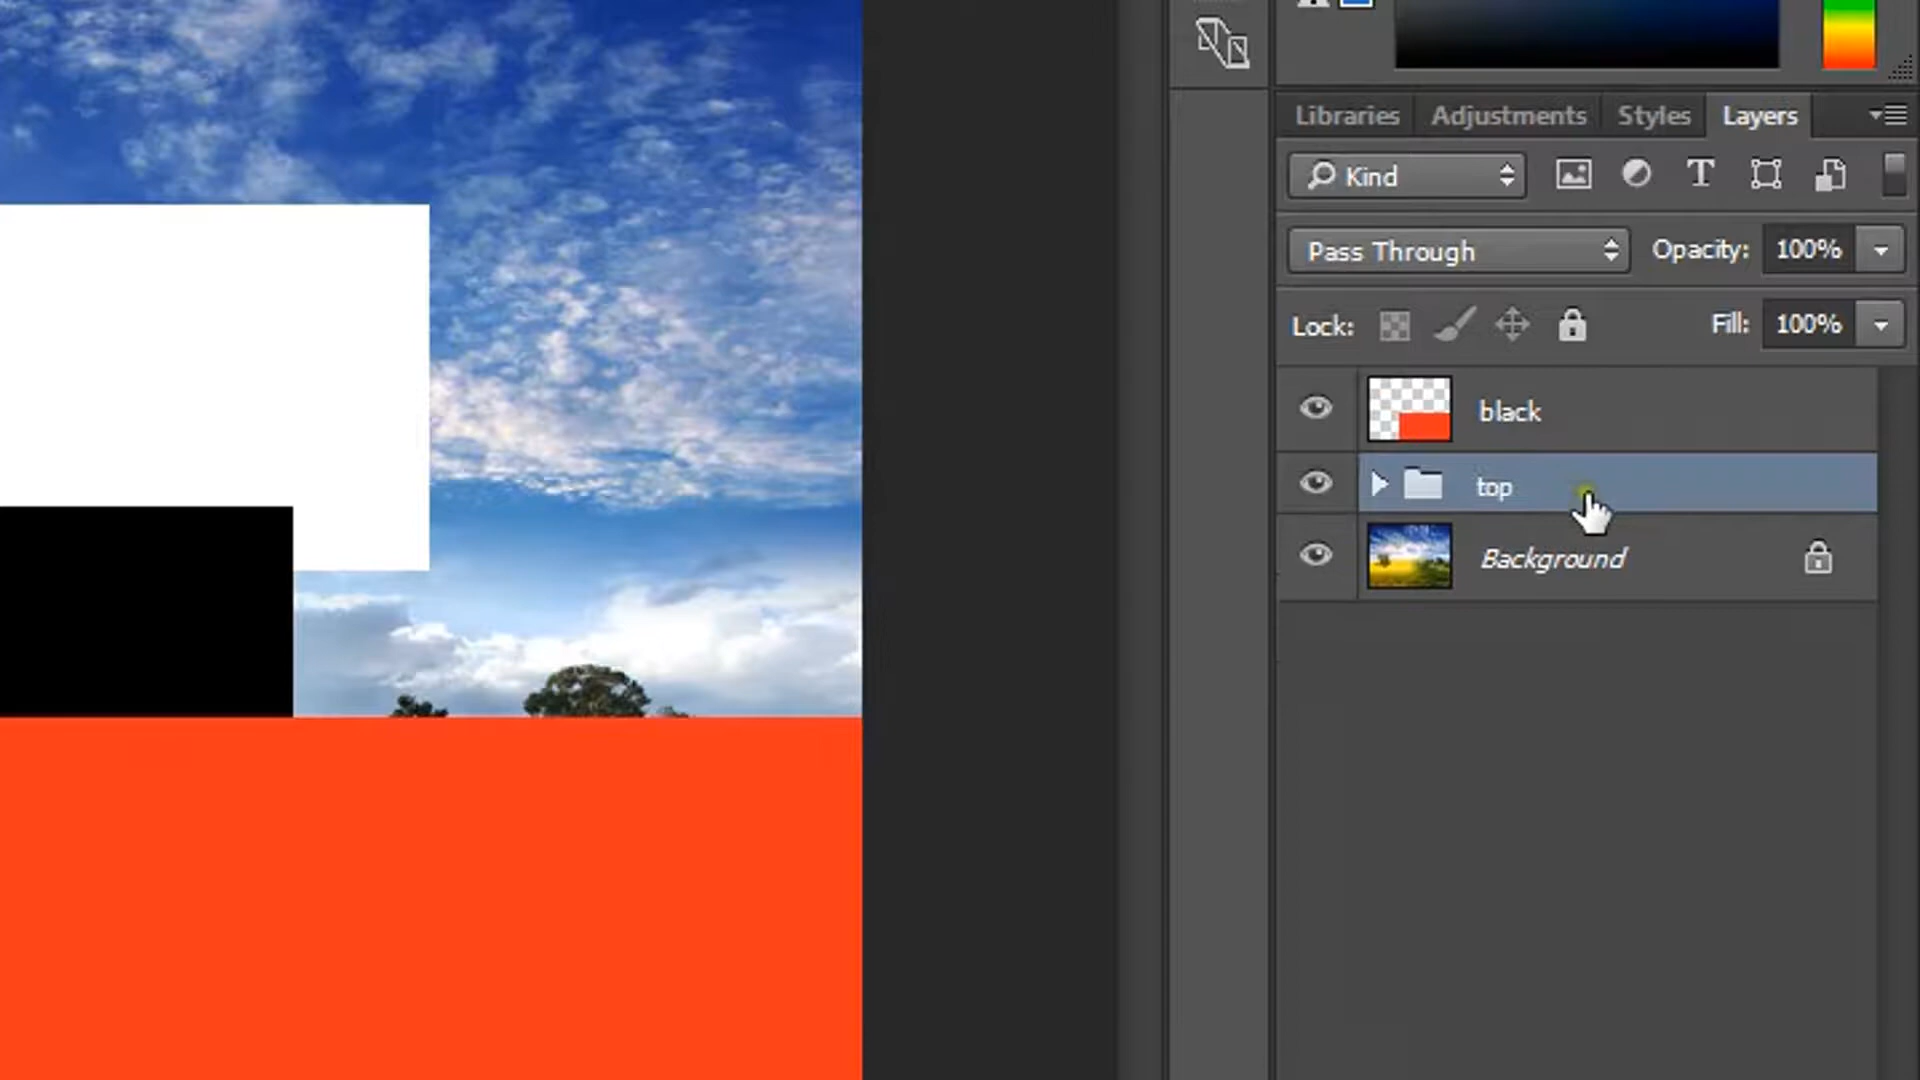 Libraries Adjustments Styles Layers
Kind T
Pass Through Opacity: 100%
Lock: Fill: 100%
black
top
Background